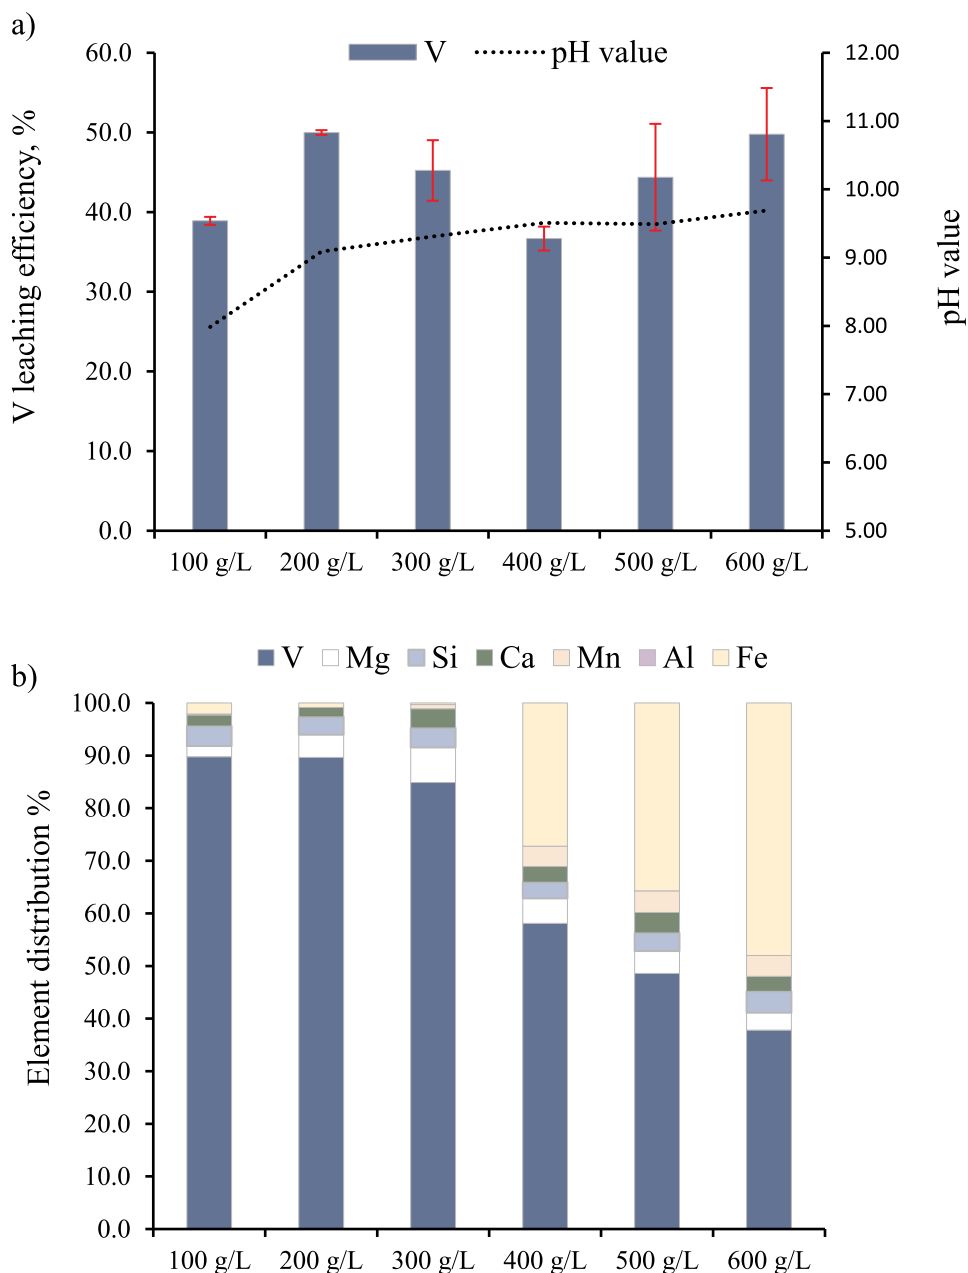 a)
V
pH value
60.0
50.0
40.0
30.0
20.0
10.0
0.0
V leaching efficiency, %
12.00
11.00
10.00
9.00
8.00
7.00
6.00
5.00
pH value
100 g/L 200 g/L 300 g/L 400 g/L 500 g/L 600 g/L
b)
V Mg Si Ca Mn Al Fe
100.0
90.0
80.0
70.0
60.0
50.0
40.0
30.0
20.0
10.0
0.0
Element distribution %
100 g/L 200 g/L 300 g/L 400 g/L 500 g/L 600 g/L